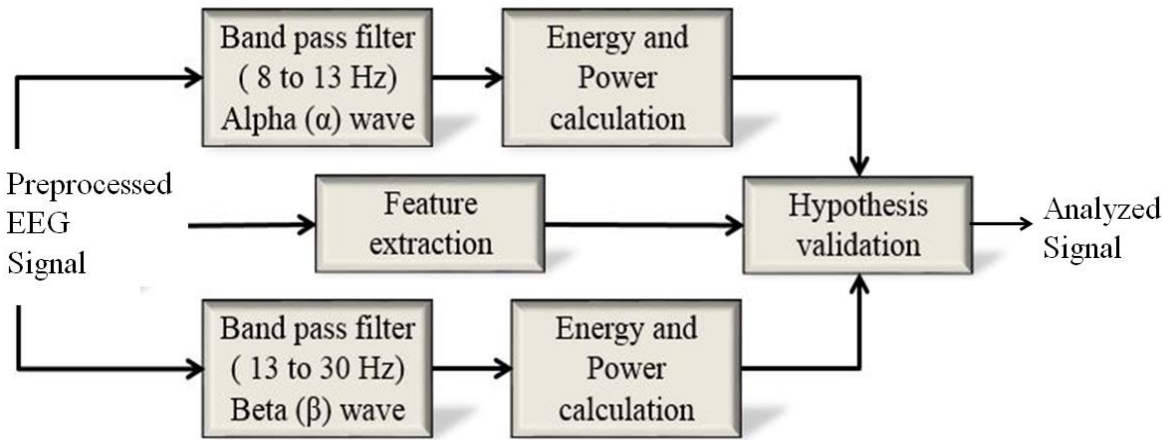 Band pass filter
( 8 to 13 Hz)
Alpha (α) wave
Energy and
Power
calculation
Preprocessed
EEG
Signal
Feature
extraction
Hypothesis
validation
Analyzed
Signal
Band pass filter
( 13 to 30 Hz)
Beta (β) wave
Energy and
Power
calculation